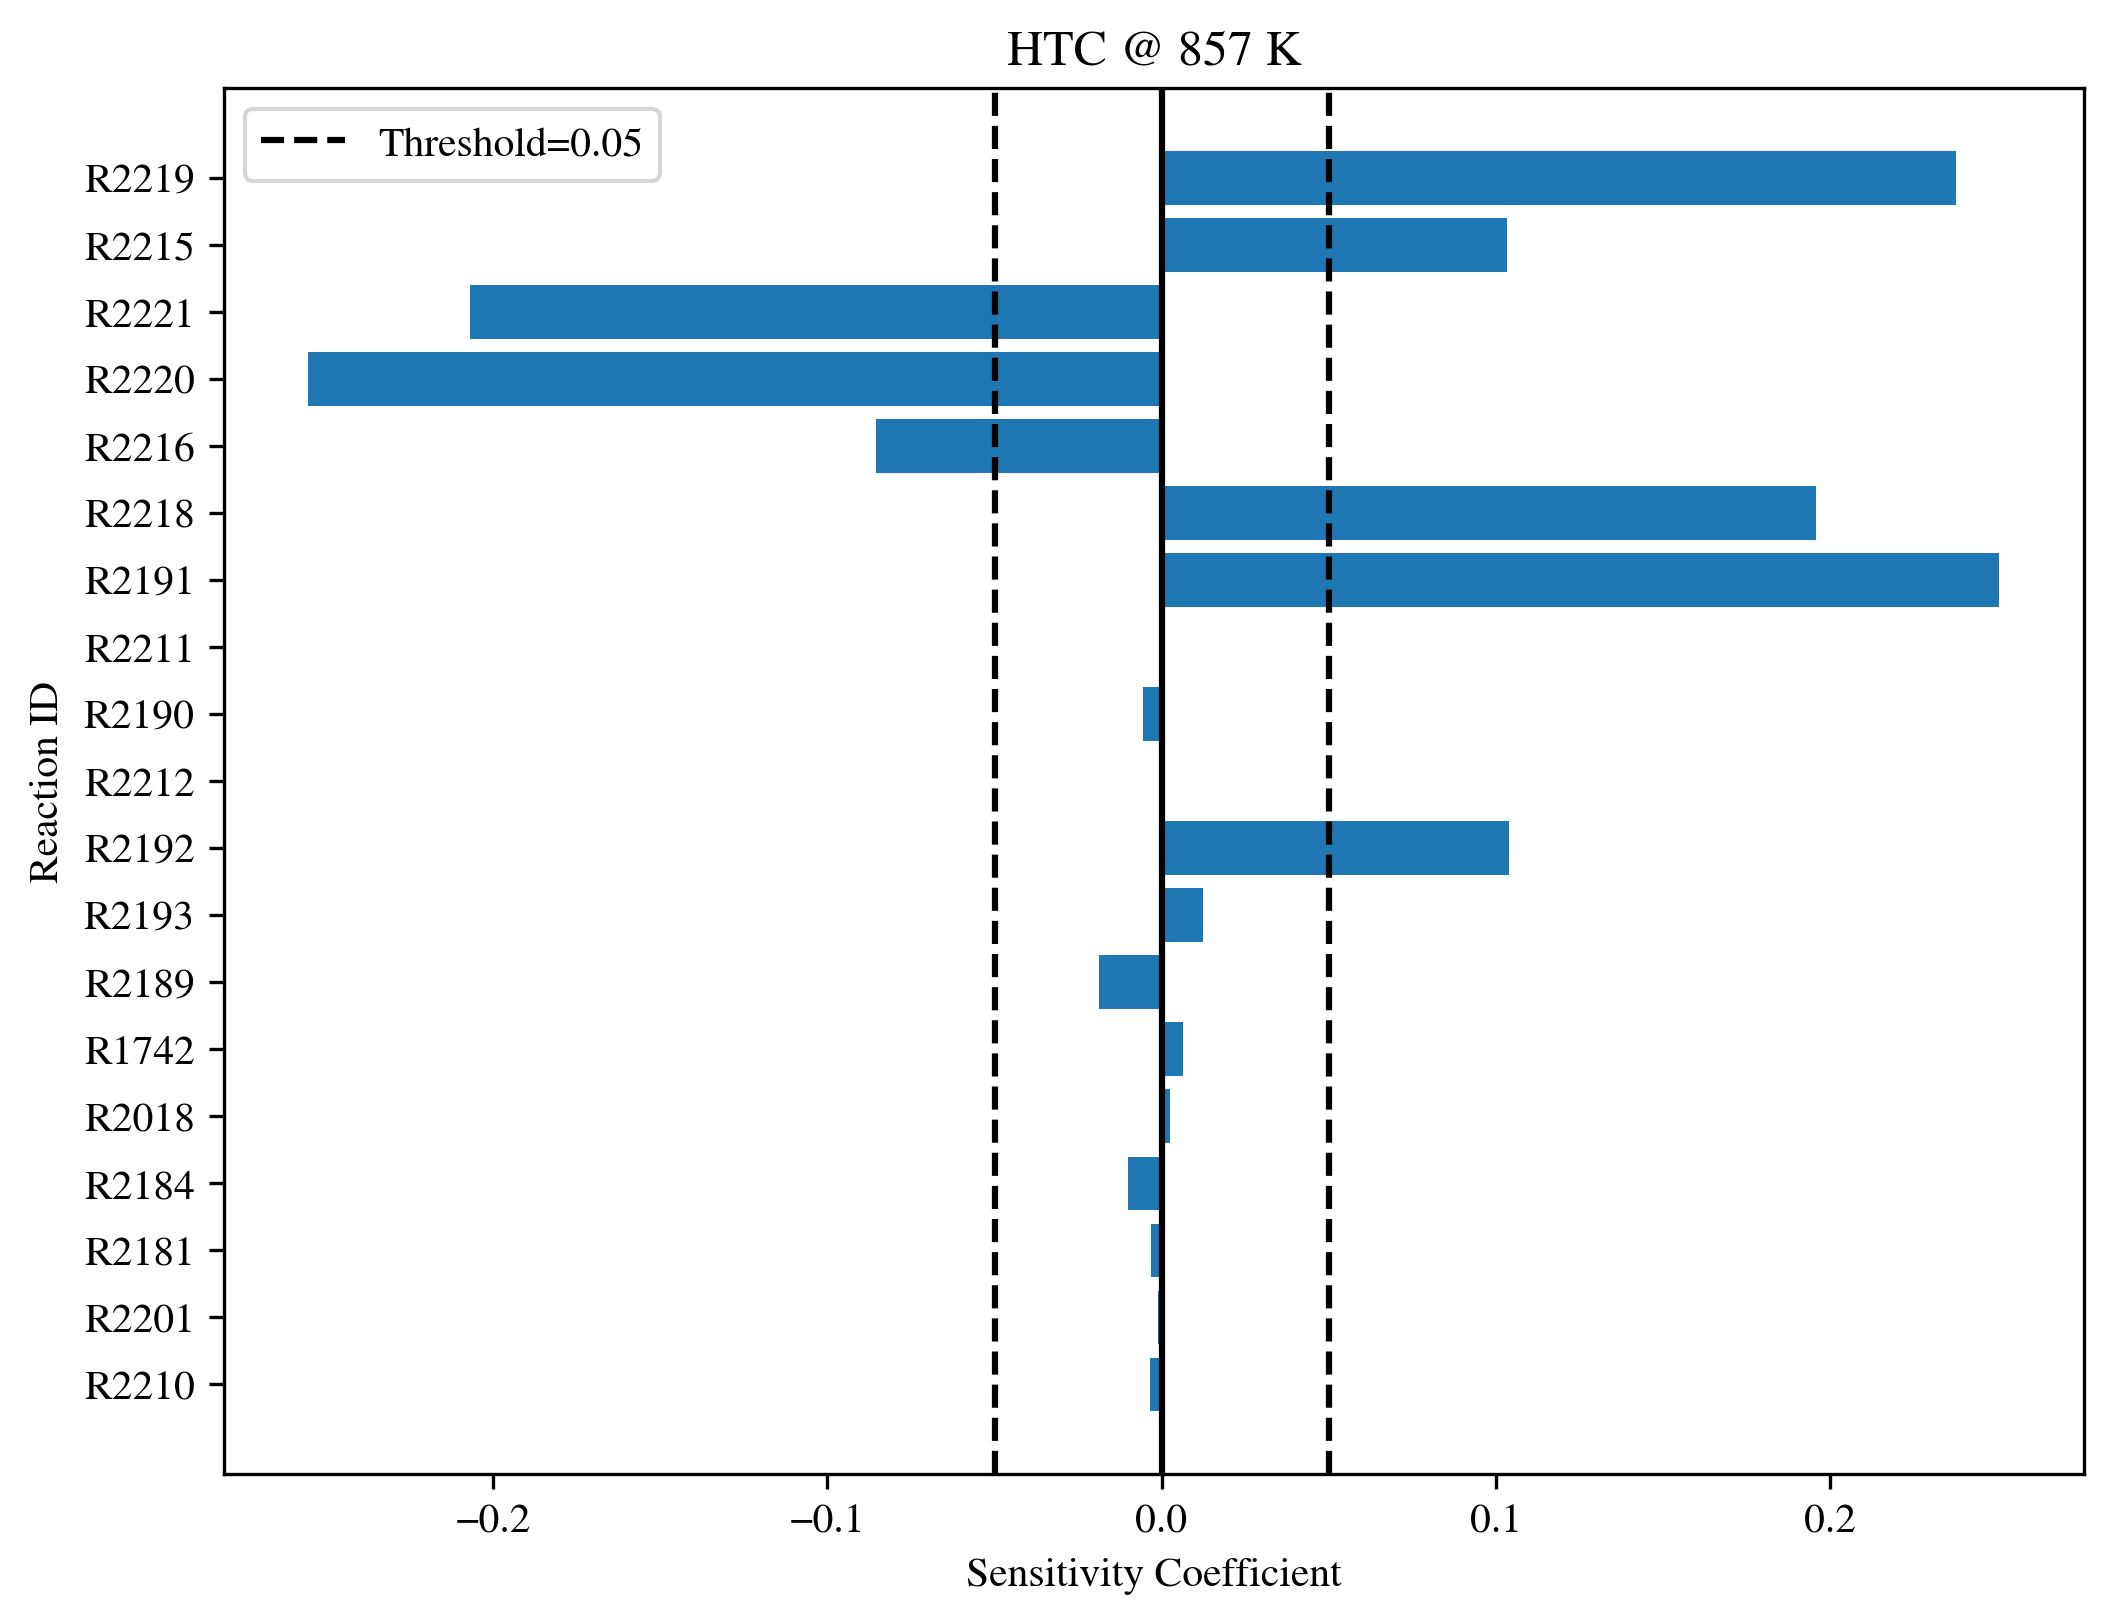 HTC @ 857 K
Threshold=0.05
R2219
R2215
R2221
R2220
R2216
R2218
R2191
R2211
R2190
R2212
R2192
R2193
R2189
R1742
R2018
R2184
R2181
R2201
R2210
Reaction ID
−0.2 −0.1 0.0 0.1 0.2
Sensitivity Coefficient